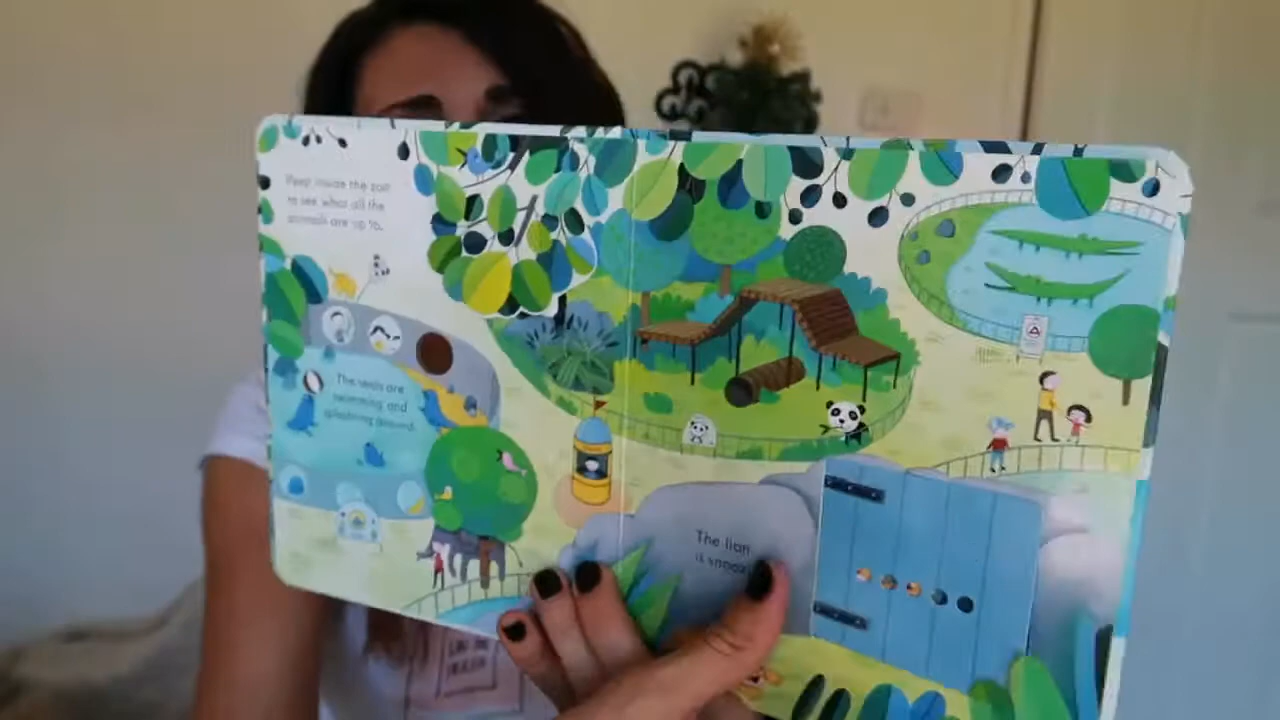 Peep inside the zoo
to see what all the
animals are up to.
The seals are
swimming and
splashing around.
The lion
is